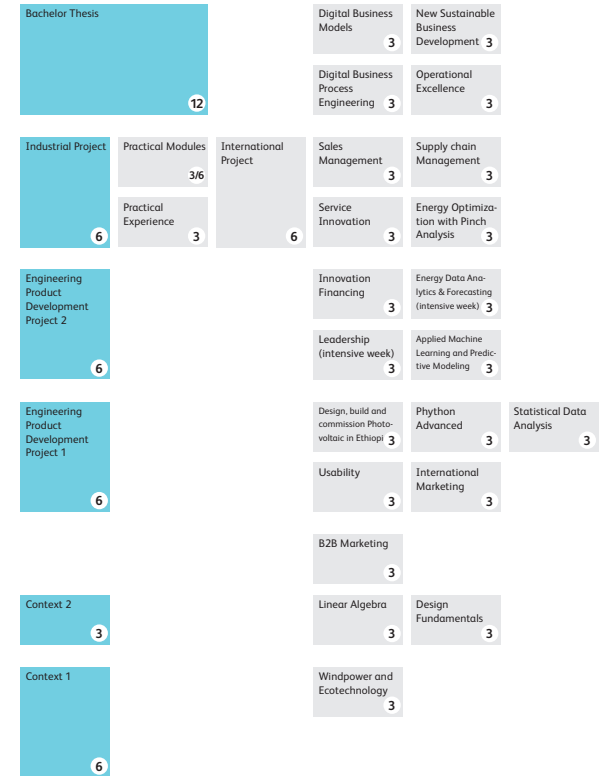 Bachelor Thesis
12
Digital Business
Models
3
New Sustainable
Business
Development 3
Digital Business
Process
Engineering 3
Operational
Excellence
3
Industrial Project
6
Practical Modules
3/6
Practical
Experience
3
International
Project
6
Sales
Management
3
Supply chain
Management
3
Service
Innovation
3
Energy Optimiza-
tion with Pinch
Analysis 3
Engineering
Product
Development
Project 2
6
Innovation
Financing
3
Energy Data Ana-
lytics & Forecasting
(intensive week) 3
Leadership
(intensive week)
3
Applied Machine
Learning and Predic-
tive Modeling 3
Engineering
Product
Development
Project 1
6
Design, build and
commission Photo-
voltaic in Ethiopi 3
Phython
Advanced
3
Statistical Data
Analysis
3
Usability
3
International
Marketing
3
B2B Marketing
3
Context 2
3
Linear Algebra
3
Design
Fundamentals
3
Context 1
6
Windpower and
Ecotechnology
3